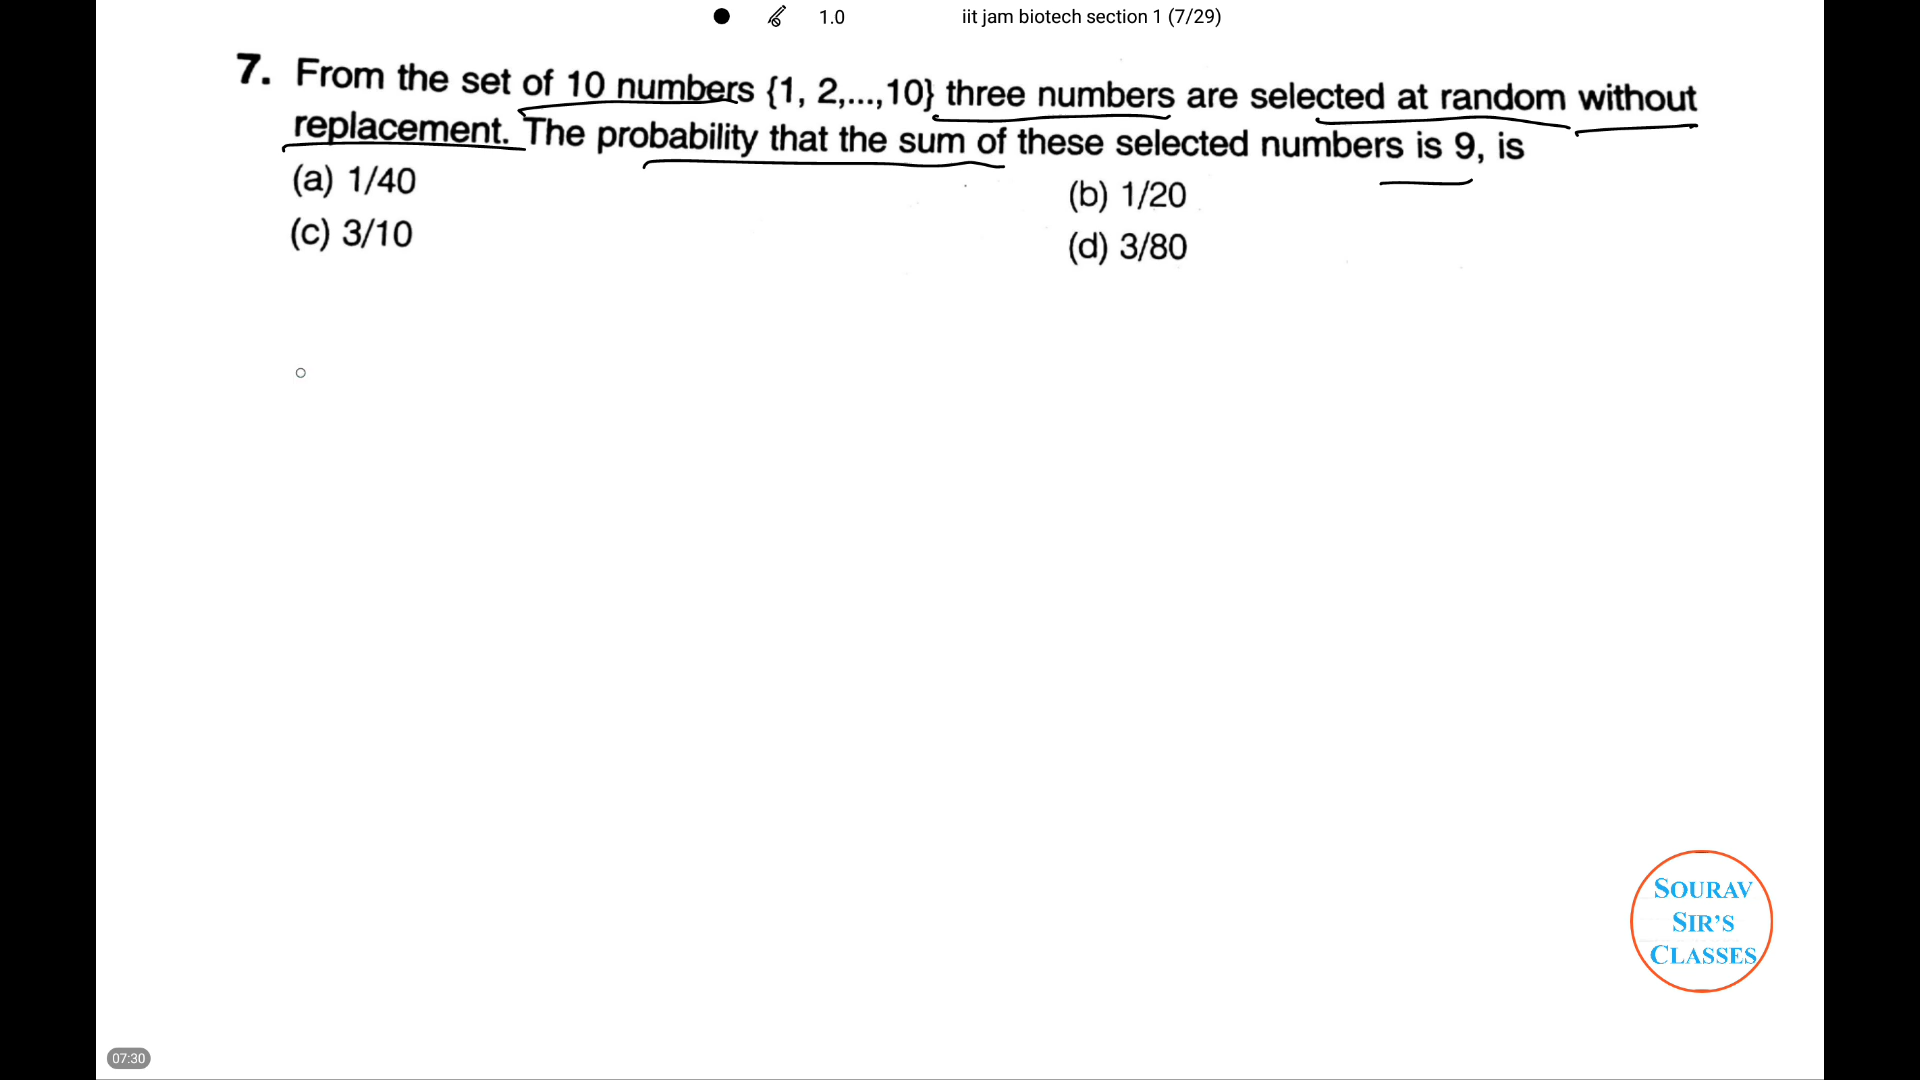 1.0 iit jam biotech section 1 (7/29)
7. From the set of 10 numbers {1, 2,...,10} three numbers are selected at random without
replacement. The probability that the sum of these selected numbers is 9, is
(a) 1/40 (b) 1/20
(c) 3/10 (d) 3/80
SOURAV
SIR'S
CLASSES
07:30